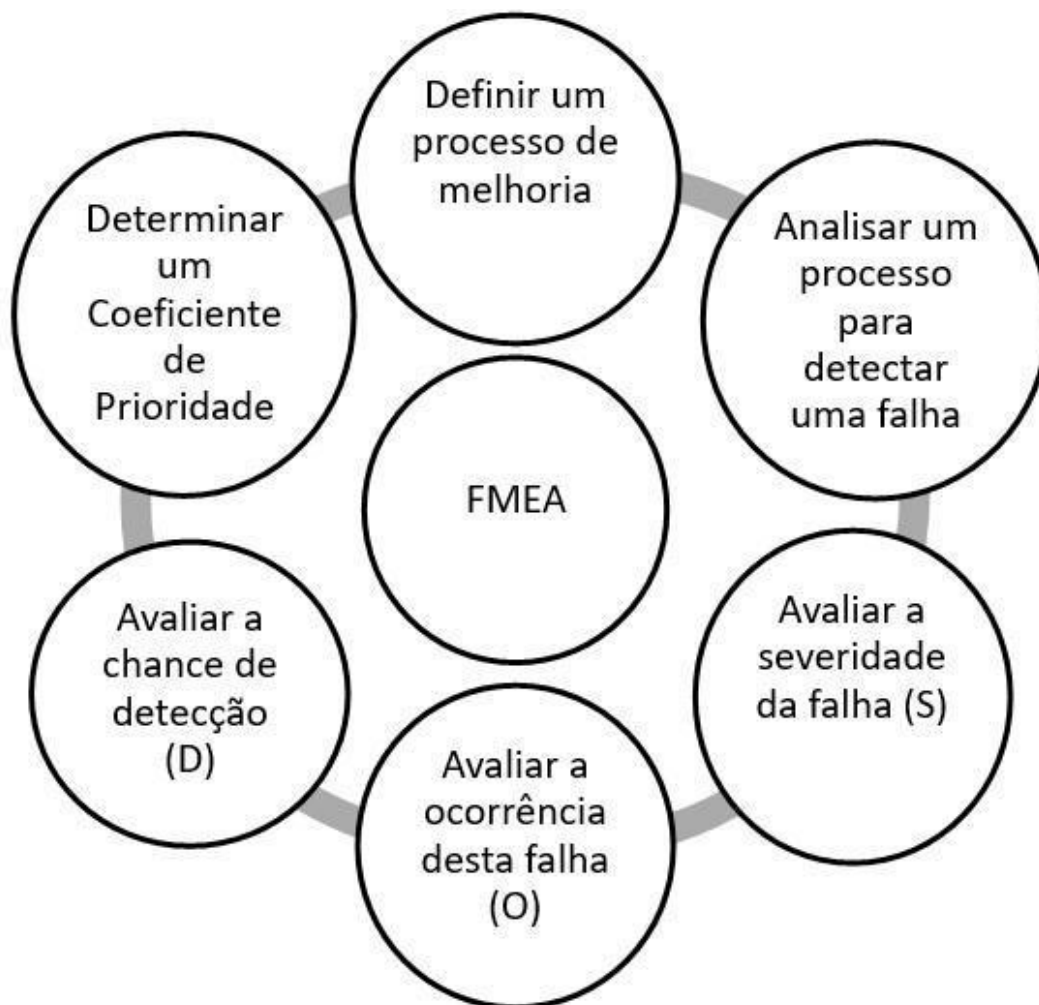 Definir um
processo de
melhoria
Analisar um
processo
para
detectar
uma falha
Avaliar a
severidade
da falha (S)
Avaliar a
ocorrência
desta falha
(O)
Avaliar a
chance de
detecção
(D)
Determinar
um
Coeficiente
de
Prioridade
FMEA